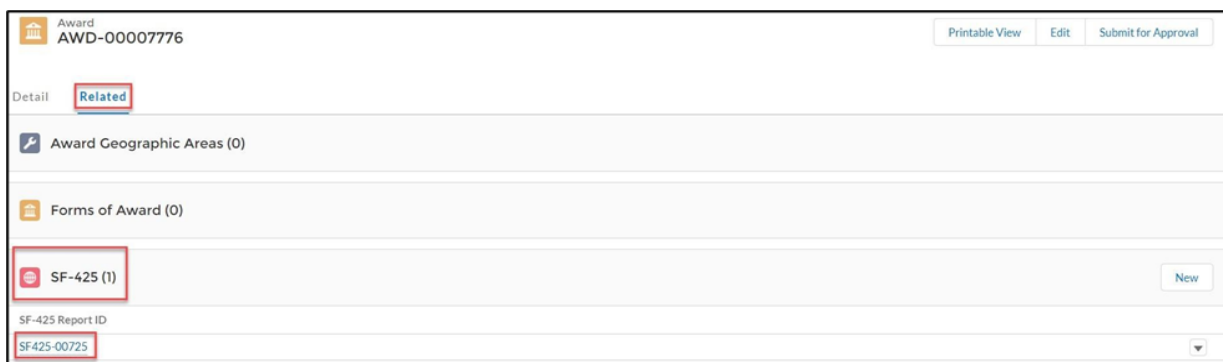 Award
AWD-00007776
Printable View Edit Submit for Approval
Detail Related
Award Geographic Areas (0)
Forms of Award (0)
SF-425 (1)
New
SF-425 Report ID
SF425-00725